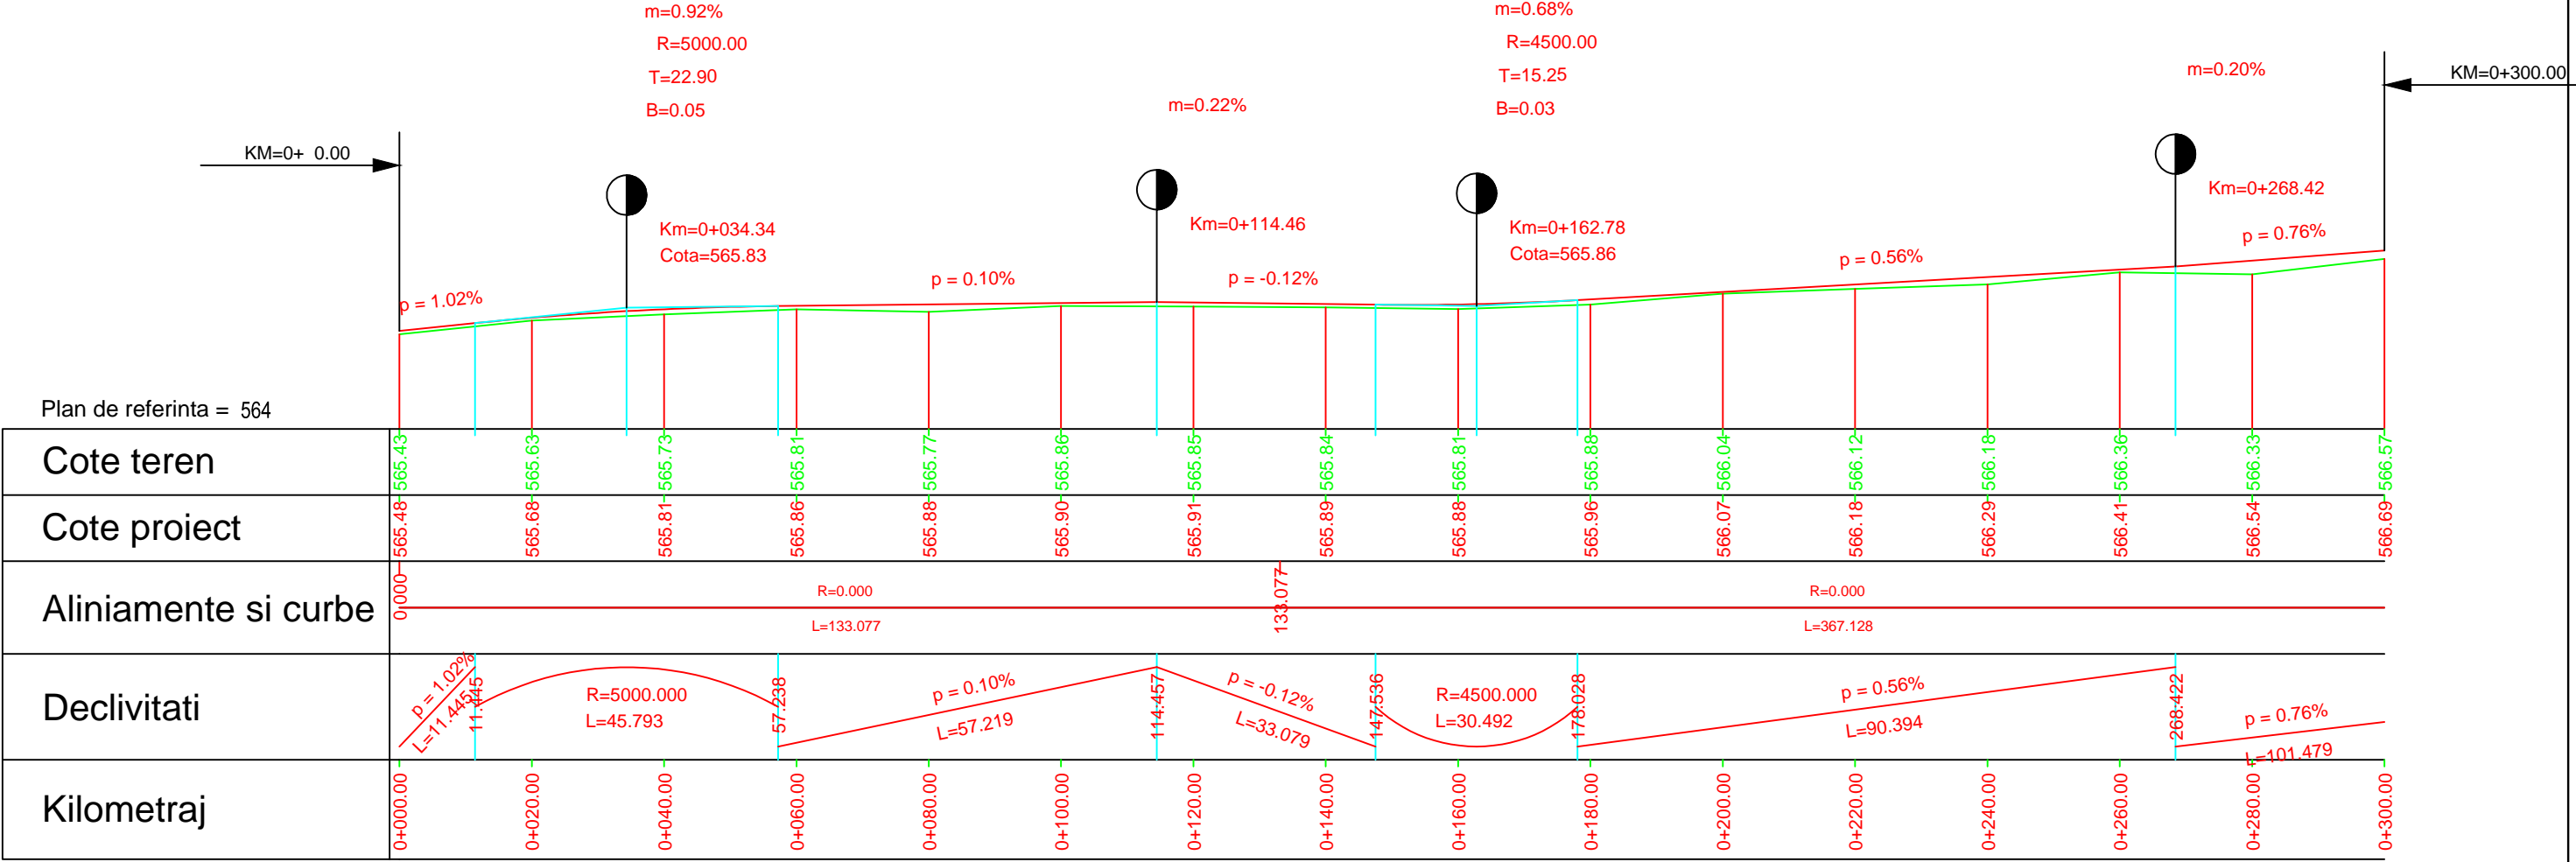 m=0.92%
R=5000.00
T=22.90
B=0.05
m=0.22%
m=0.68%
R=4500.00
T=15.25
B=0.03
m=0.20%
KM=0+300.00
KM=0+ 0.00
Km=0+034.34
Cota=565.83
Km=0+114.46
Km=0+162.78
Cota=565.86
Km=0+268.42
p = 1.02%
p = 0.10%
p = -0.12%
p = 0.56%
p = 0.76%
Plan de referinta = 564
Cote teren
565.43 565.63 565.73 565.81 565.77 565.86 565.85 565.84 565.81 565.88 566.04 566.12 566.18 566.36 566.33 566.57
Cote proiect
565.48 565.68 565.81 565.86 565.88 565.90 565.91 565.89 565.88 565.96 566.07 566.18 566.29 566.41 566.54 566.69
Aliniamente si curbe
0.000
R=0.000
L=133.077
133.077
R=0.000
L=367.128
Declivitati
p = 1.02%
L=11.445
11.445
R=5000.000
L=45.793
57.238
p = 0.10%
L=57.219
114.457
p = -0.12%
L=33.079
147.536
R=4500.000
L=30.492
178.028
p = 0.56%
L=90.394
268.422
p = 0.76%
L=101.479
Kilometraj
0+000.00 0+020.00 0+040.00 0+060.00 0+080.00 0+100.00 0+120.00 0+140.00 0+160.00 0+180.00 0+200.00 0+220.00 0+240.00 0+260.00 0+280.00 0+300.00